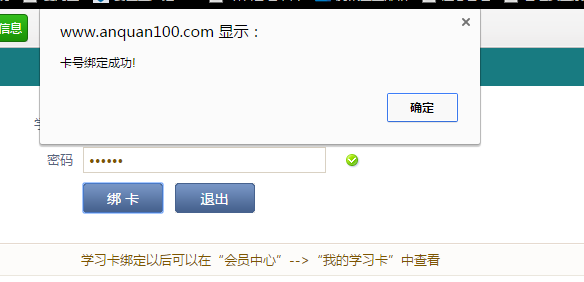 信息
www.anquan100.com 显示：
卡号绑定成功!
确定
密码
••••••
绑 卡
退出
学习卡绑定以后可以在“会员中心”-->“我的学习卡”中查看